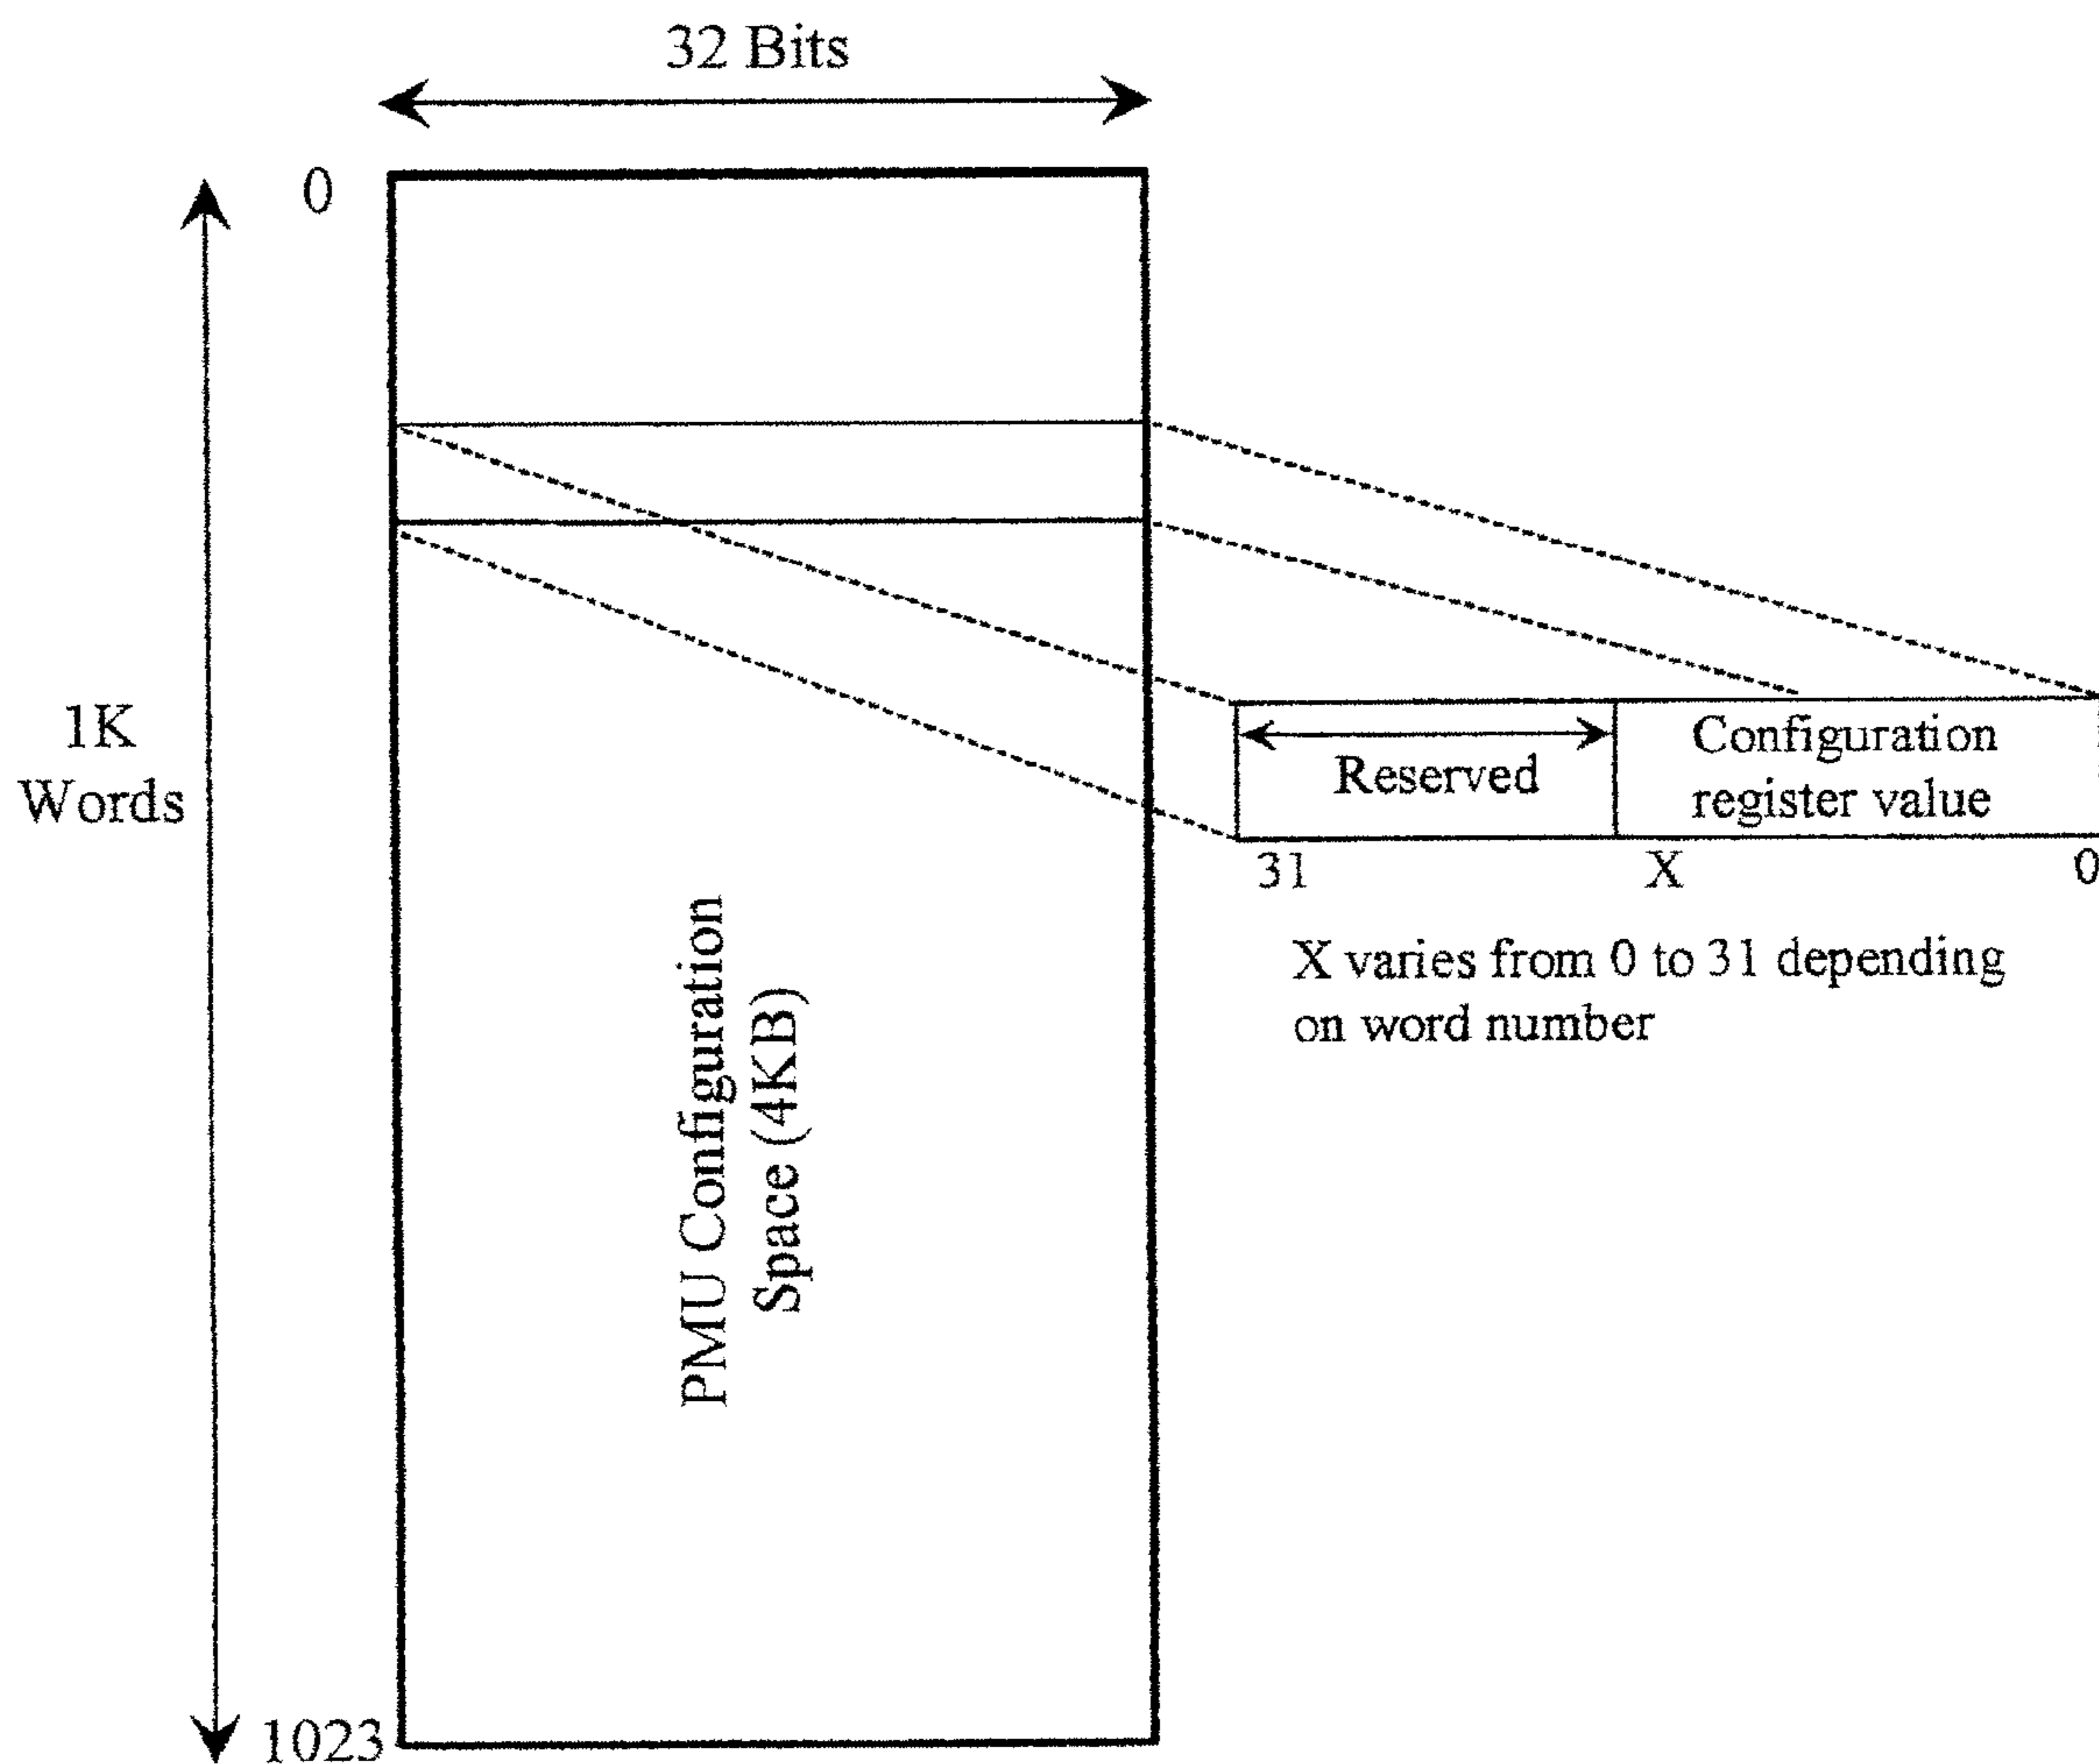 32 Bits
0
1K
Words
Configuration
register value
Reserved
31
X
0
X varies from 0 to 31 depending
on word number
PMU Configuration
Space (4KB)
1023